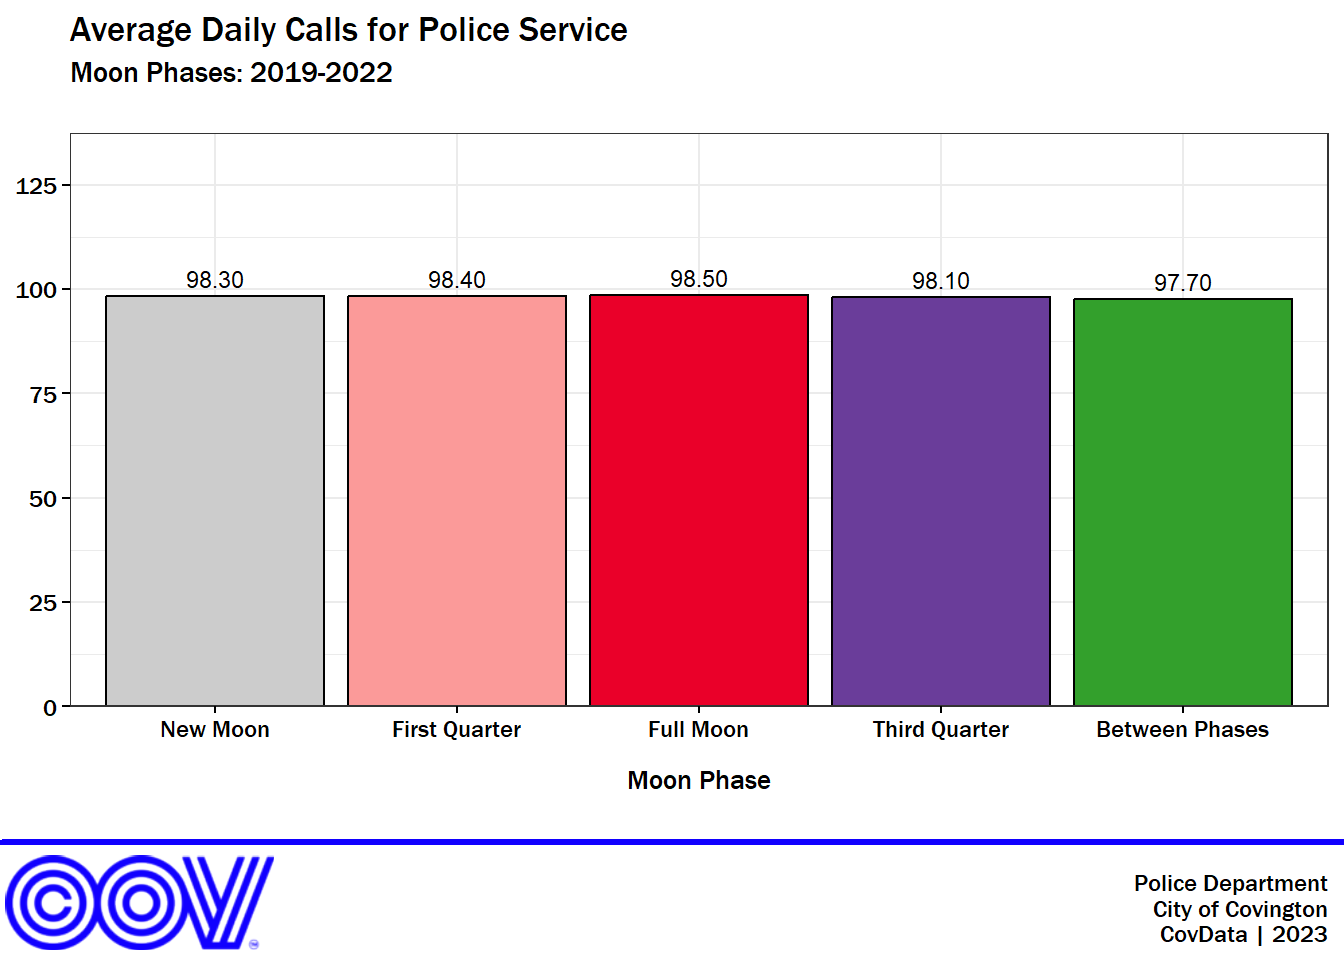 Average Daily Calls for Police Service
Moon Phases: 2019-2022
125
100
75
50
25
0
98.30
98.40
98.50
98.10
97.70
New Moon
First Quarter
Full Moon
Third Quarter
Between Phases
Moon Phase
COV
Police Department
City of Covington
CovData | 2023